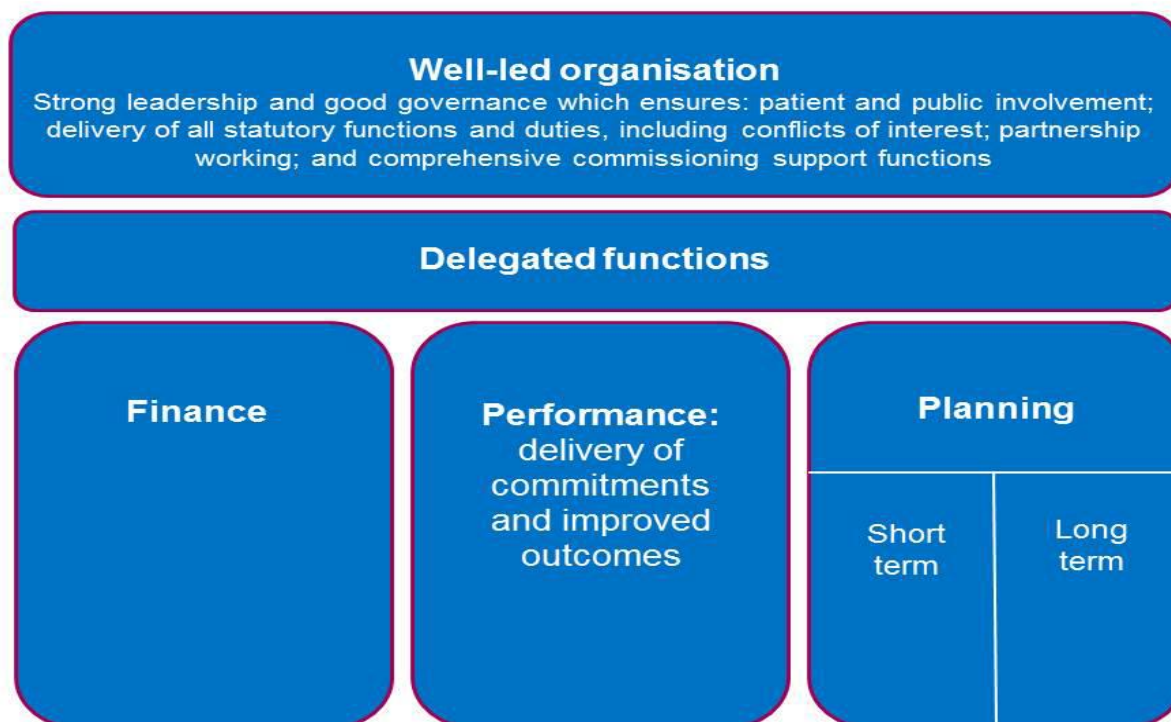 Well-led organisation
Strong leadership and good governance which ensures: patient and public involvement;
delivery of all statutory functions and duties, including conflicts of interest; partnership
working; and comprehensive commissioning support functions
Delegated functions
Finance
Performance:
delivery of
commitments
and improved
outcomes
Planning
Short
term
Long
term